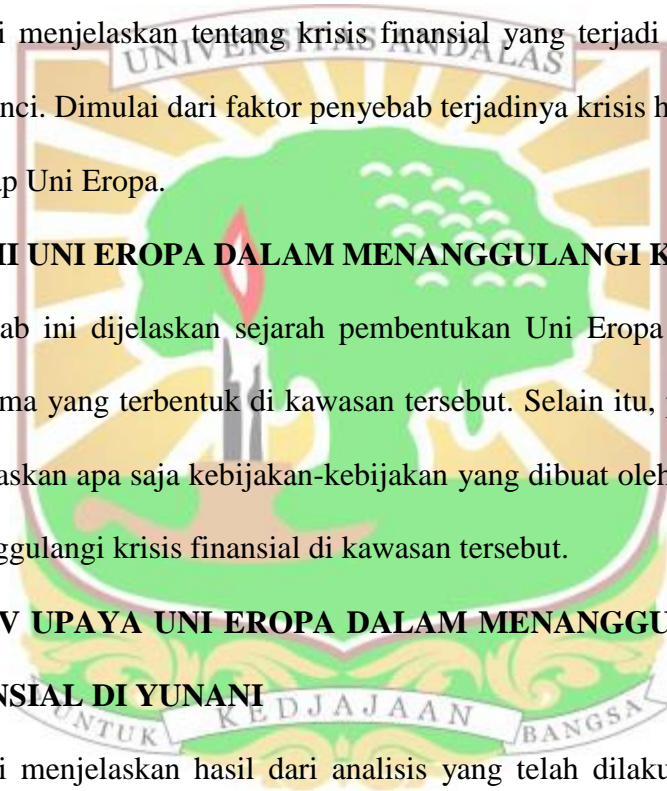 i menjelaskan tentang krisis finansial yang terjadi
UNIVERSITAS ANDALAS
nci. Dimulai dari faktor penyebab terjadinya krisis h
ap Uni Eropa.
II UNI EROPA DALAM MENANGGULANGI K
ab ini dijelaskan sejarah pembentukan Uni Eropa
ma yang terbentuk di kawasan tersebut. Selain itu, p
askan apa saja kebijakan-kebijakan yang dibuat oleh
ggulangi krisis finansial di kawasan tersebut.
V UPAYA UNI EROPA DALAM MENANGGU
NSIAL DI YUNANI
UNTUK KEDJAJAAN BANGSA
i menjelaskan hasil dari analisis yang telah dilaku